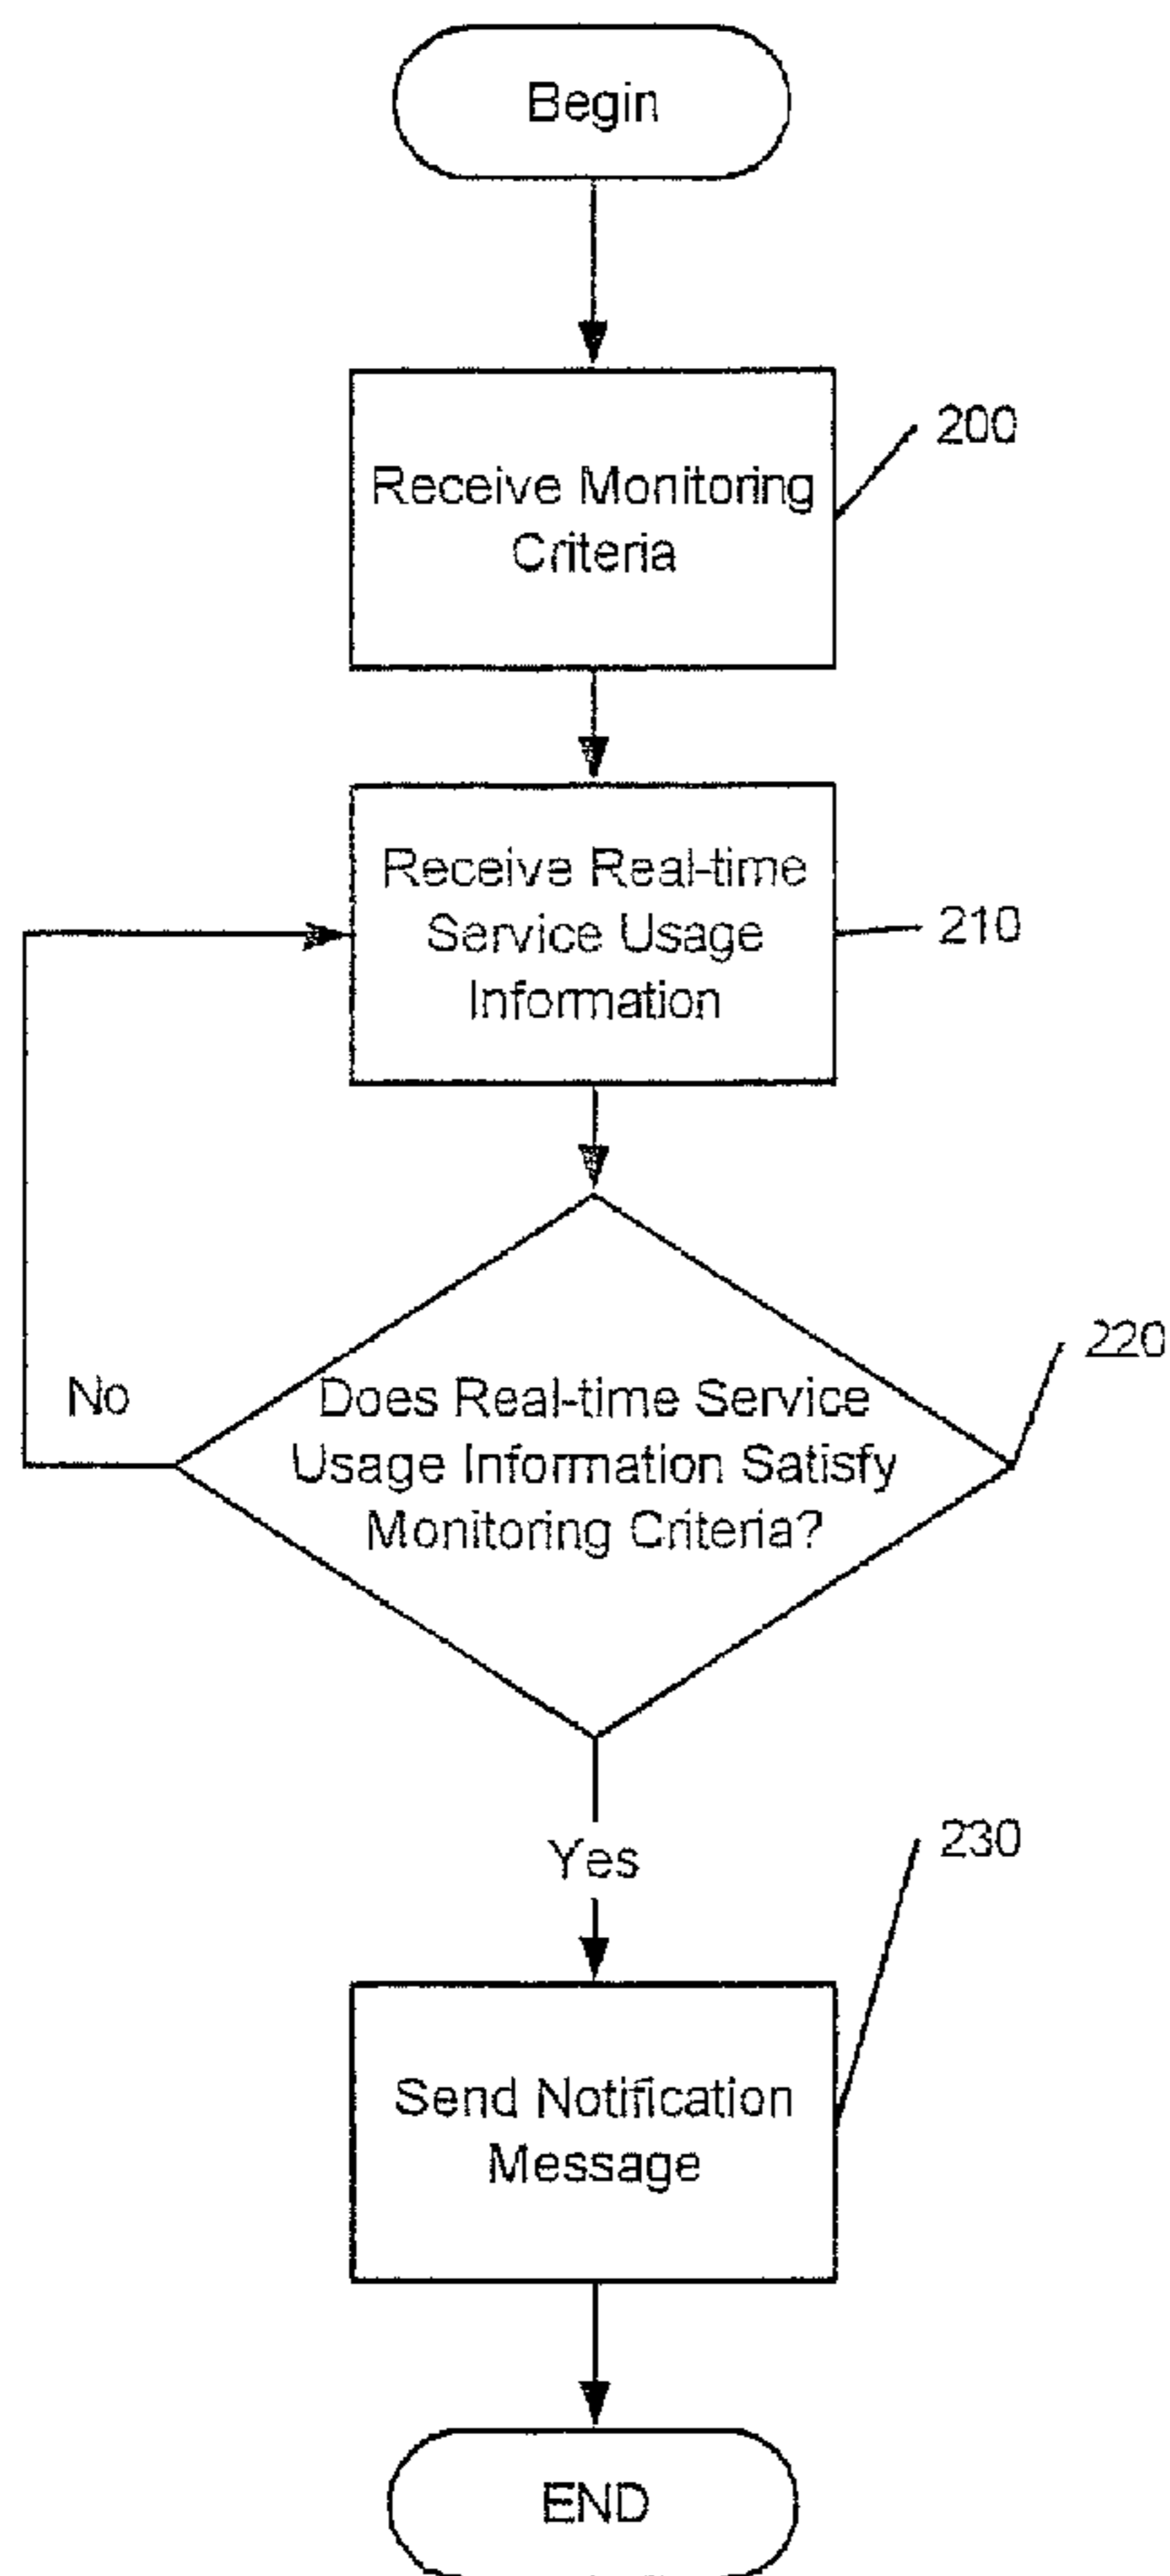 Begin
200
Receive Monitoring
Criteria
Receive Real-time
Service Usage
Information
210
220
No
Does Real-time Service
Usage Information Satisfy
Monitoring Criteria?
Yes
230
Send Notification
Message
END